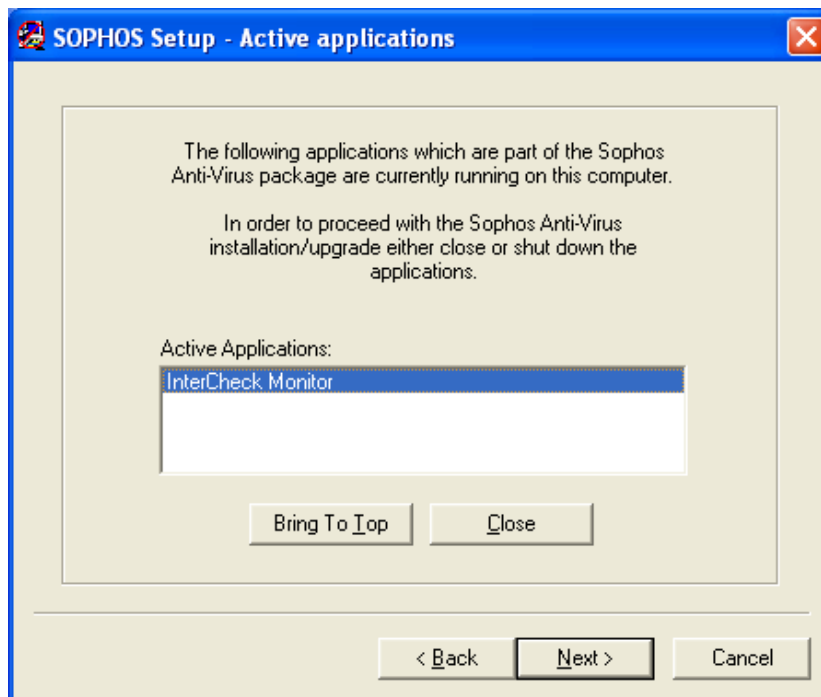 SOPHOS Setup - Active applications
The following applications which are part of the Sophos
Anti-Virus package are currently running on this computer.
In order to proceed with the Sophos Anti-Virus
installation/upgrade either close or shut down the
applications.
Active Applications:
InterCheck Monitor
Bring To Top
Close
< Back
Next >
Cancel